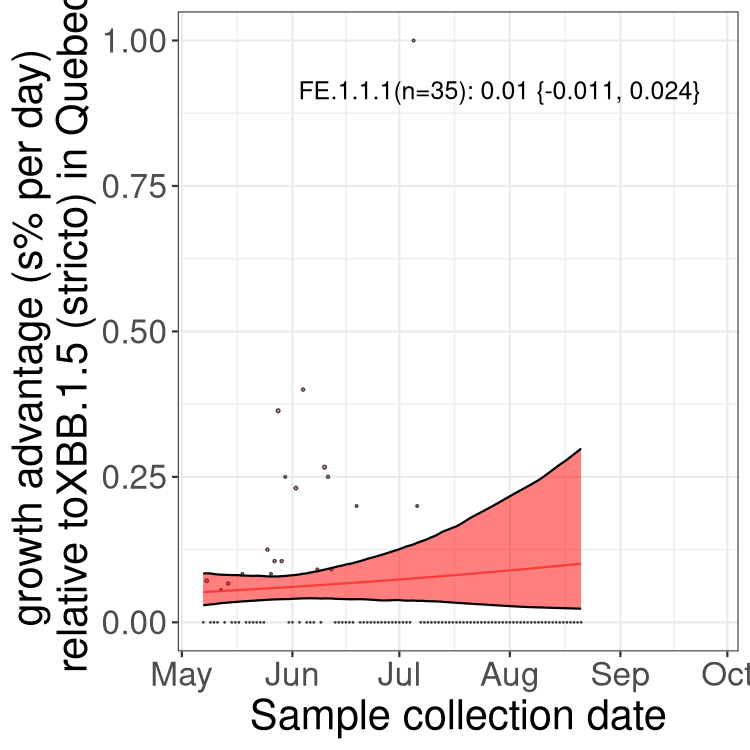 growth advantage (s% per day)
relative toXBB.1.5 (stricto) in Quebec
1.00
0.75
0.50
0.25
0.00
FE.1.1.1(n=35): 0.01 {-0.011, 0.024}
May Jun Jul Aug Sep Oct
Sample collection date